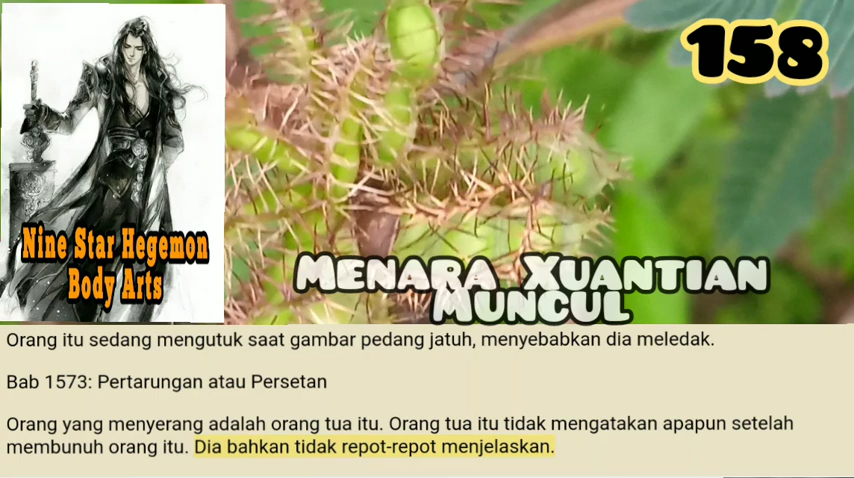 158
Nine Star Hegemon
Body Arts
Menara Xuantian
Muncul
Orang itu sedang mengutuk saat gambar pedang jatuh, menyebabkan dia meledak.
Bab 1573: Pertarungan atau Persetan
Orang yang menyerang adalah orang tua itu. Orang tua itu tidak mengatakan apapun setelah
membunuh orang itu. Dia bahkan tidak repot-repot menjelaskan.